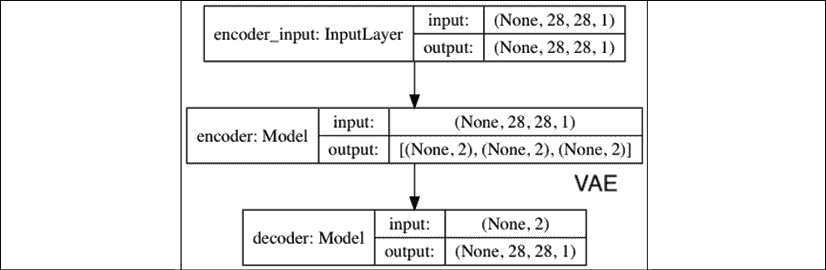 encoder_input: InputLayer
input: (None, 28, 28, 1)
output: (None, 28, 28, 1)
encoder: Model
input: (None, 28, 28, 1)
output: [(None, 2), (None, 2), (None, 2)]
VAE
decoder: Model
input: (None, 2)
output: (None, 28, 28, 1)